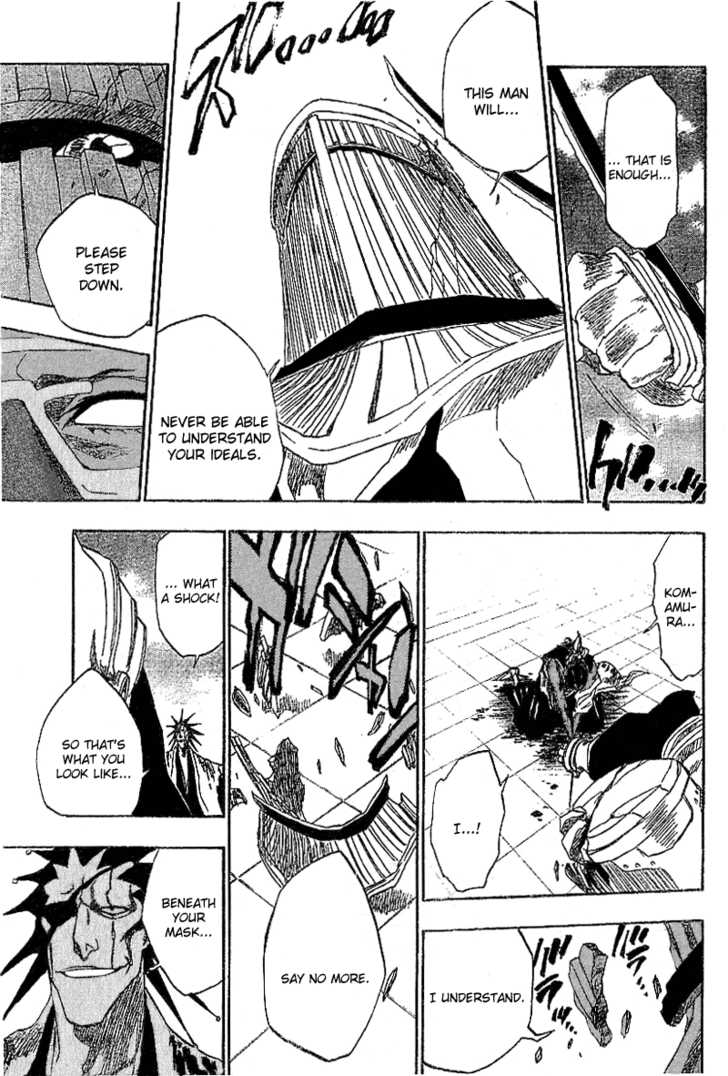 ... THAT IS
ENOUGH...
THIS MAN
WILL...
NEVER BE ABLE
TO UNDERSTAND
YOUR IDEALS.
PLEASE
STEP
DOWN.
KOM-
AMU-
RA...
I...!
I UNDERSTAND.
SAY NO MORE.
... WHAT
A SHOCK!
SO THAT'S
WHAT YOU
LOOK LIKE...
BENEATH
YOUR
MASK...